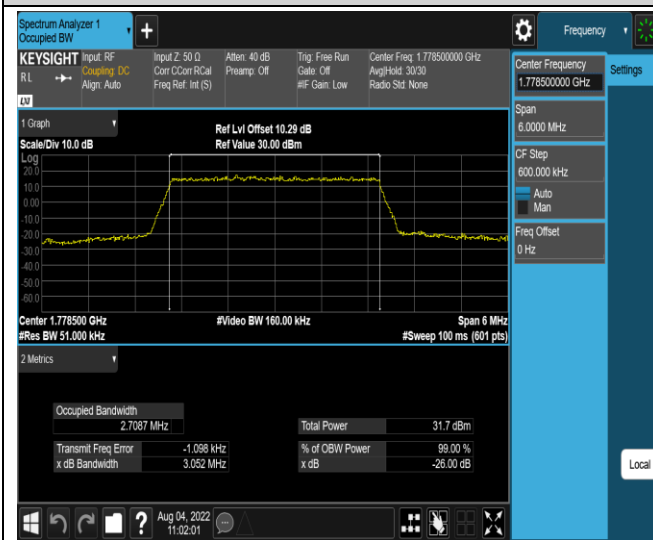 Spectrum Analyzer 1
Occupied BW
+
Frequency
KEYSIGHT
RL
LXI
Input: RF
Coupling: DC
Align: Auto
Input Z: 50 Ω
Corr CCorr RCal
Freq Ref: Int (S)
Atten: 40 dB
Preamp: Off
Trig: Free Run
Gate: Off
#IF Gain: Low
Center Freq: 1.778500000 GHz
Avg|Hold: 30/30
Radio Std: None
Center Frequency
1.778500000 GHz
Settings
Span
6.0000 MHz
CF Step
600.000 kHz
Auto
Man
Freq Offset
0 Hz
1 Graph
Scale/Div 10.0 dB
Ref Lvl Offset 10.29 dB
Ref Value 30.00 dBm
Log
20.0
10.0
0.00
-10.0
-20.0
-30.0
-40.0
-50.0
-60.0
Center 1.778500 GHz
#Video BW 160.00 kHz
Span 6 MHz
#Res BW 51.000 kHz
#Sweep 100 ms (601 pts)
2 Metrics
Occupied Bandwidth
2.7087 MHz
Total Power 31.7 dBm
Transmit Freq Error -1.098 kHz
% of OBW Power 99.00 %
x dB Bandwidth 3.052 MHz
x dB -26.00 dB
Local
?
Aug 04, 2022
11:02:01